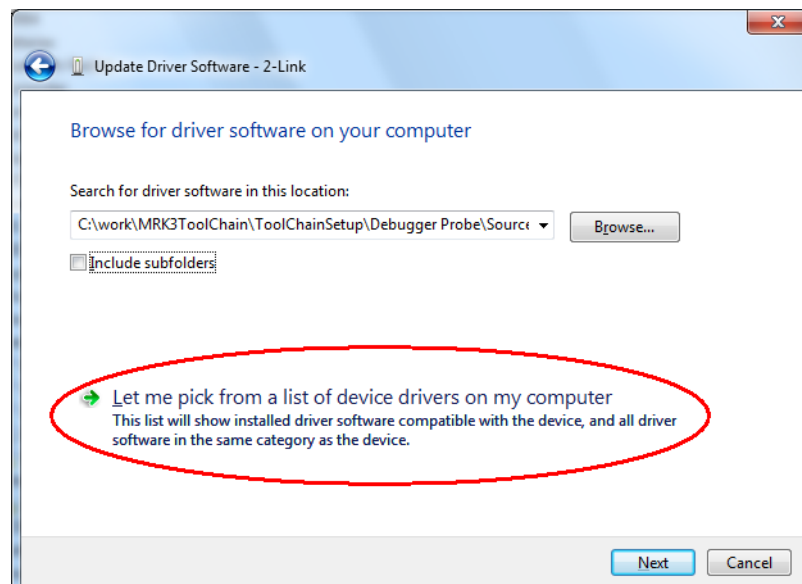 Update Driver Software - 2-Link
Browse for driver software on your computer
Search for driver software in this location:
C:\work\MRK3ToolChain\ToolChainSetup\Debugger Probe\Source
Browse...
Include subfolders
Let me pick from a list of device drivers on my computer
This list will show installed driver software compatible with the device, and all driver
software in the same category as the device.
Next
Cancel